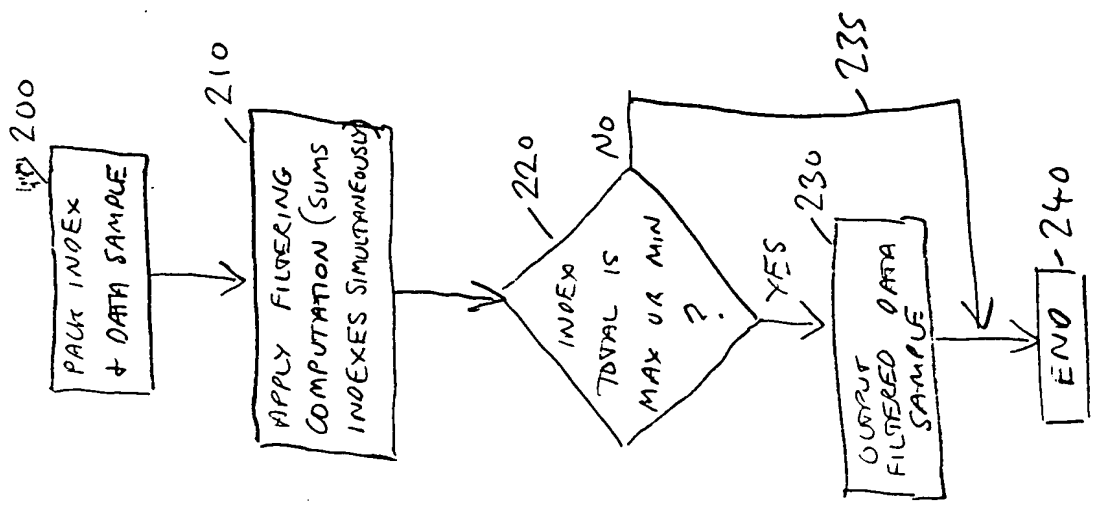 200
PACK INDEX
+ DATA SAMPLE
210
APPLY FILTERING
COMPUTATION (SUMS
INDEXES SIMULTANEOUSLY)
220
INDEX
TOTAL IS
MAX OR MIN
?
NO
235
YES
230
OUTPUT
FILTERED DATA
SAMPLE
END
240